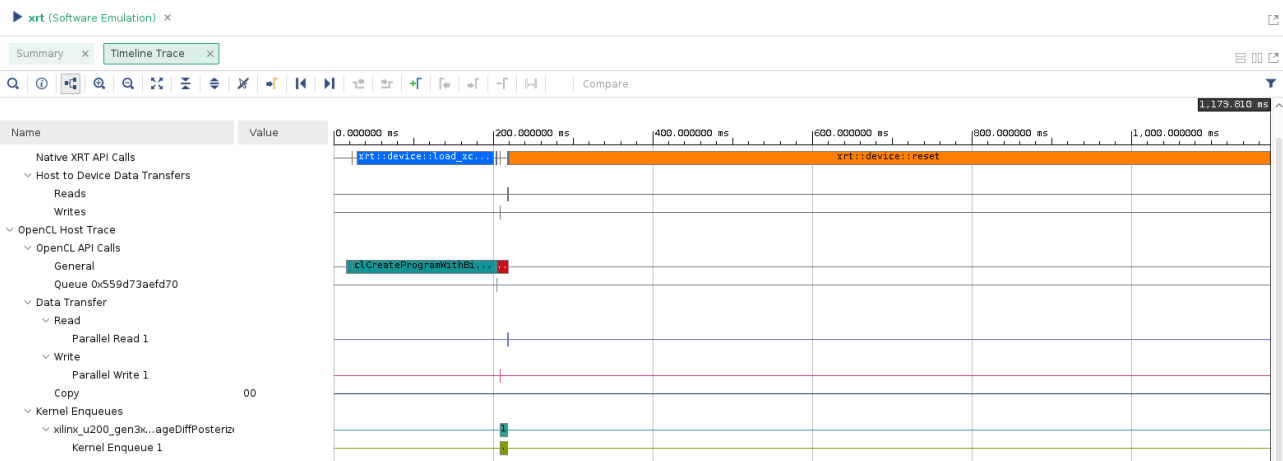 xrt (Software Emulation)
Summary Timeline Trace
Compare
1,173.810 ms
Name Value 0.000000 ms 200.000000 ms 400.000000 ms 600.000000 ms 800.000000 ms 1,000.000000 ms
Native XRT API Calls xrt::device::load_xc... xrt::device::reset
Host to Device Data Transfers
Reads
Writes
OpenCL Host Trace
OpenCL API Calls
General clCreateProgramWithBi... ..
Queue 0x559d73aefd70
Data Transfer
Read
Parallel Read 1
Write
Parallel Write 1
Copy 00
Kernel Enqueues
xilinx_u200_gen3x...ageDiffPosteriz
Kernel Enqueue 1